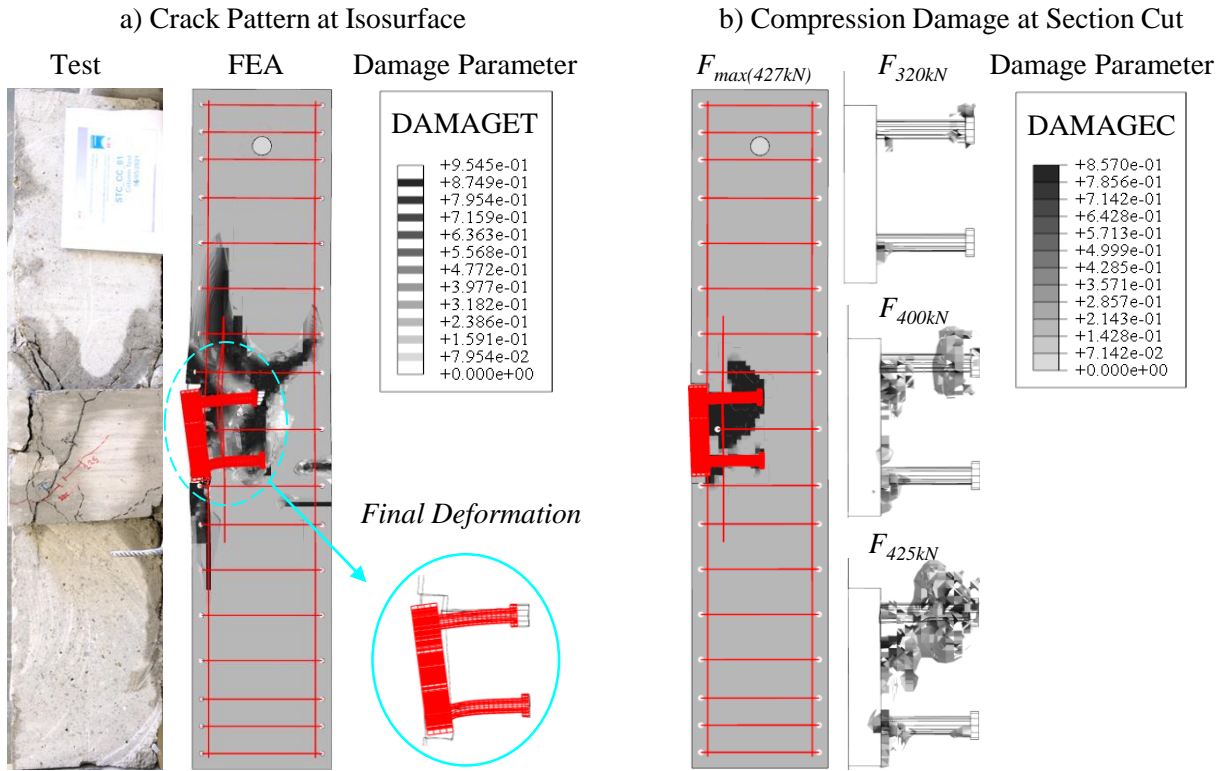 a) Crack Pattern at Isosurface
b) Compression Damage at Section Cut
Test
FEA
Damage Parameter
Fmax(427kN)
F320kN
Damage Parameter
DAMAGET
+9.545e-01
+8.749e-01
+7.954e-01
+7.159e-01
+6.363e-01
+5.568e-01
+4.772e-01
+3.977e-01
+3.182e-01
+2.386e-01
+1.591e-01
+7.954e-02
+0.000e+00
DAMAGEC
+8.570e-01
+7.856e-01
+7.142e-01
+6.428e-01
+5.713e-01
+4.999e-01
+4.285e-01
+3.571e-01
+2.857e-01
+2.143e-01
+1.428e-01
+7.142e-02
+0.000e+00
STC_CC_01
Column Test
F400kN
Final Deformation
F425kN